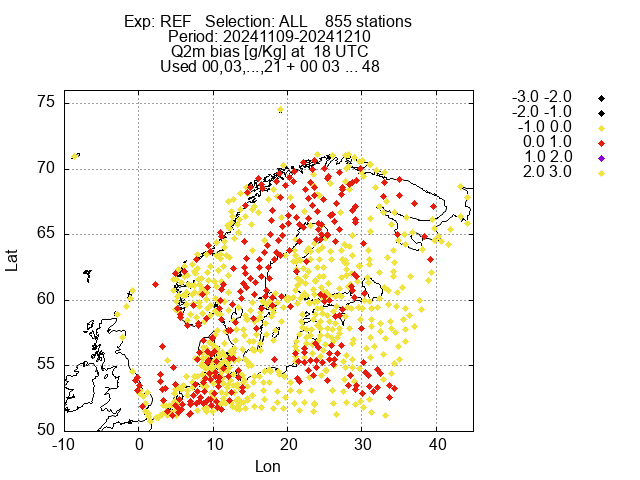 Exp: REF   Selection: ALL    855 stations
Period: 20241109-20241210
Q2m bias [g/Kg] at  18 UTC
Used 00,03,...,21 + 00 03 ... 48
-3.0 -2.0
-2.0 -1.0
-1.0 0.0
0.0 1.0
1.0 2.0
2.0 3.0
75
70
65
60
55
50
Lat
-10 0 10 20 30 40
Lon